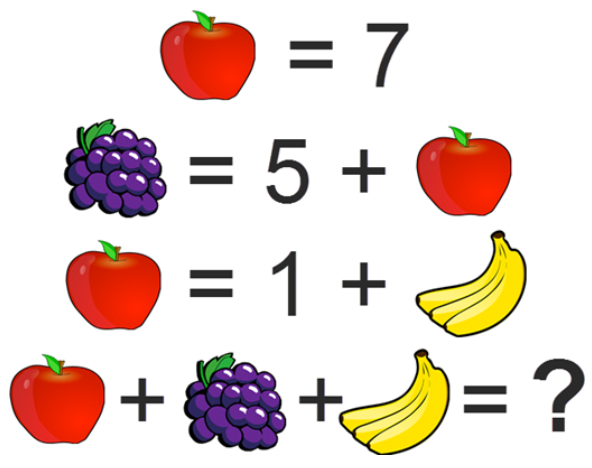 = 7
= 5 +
= 1 +
+ + = ?